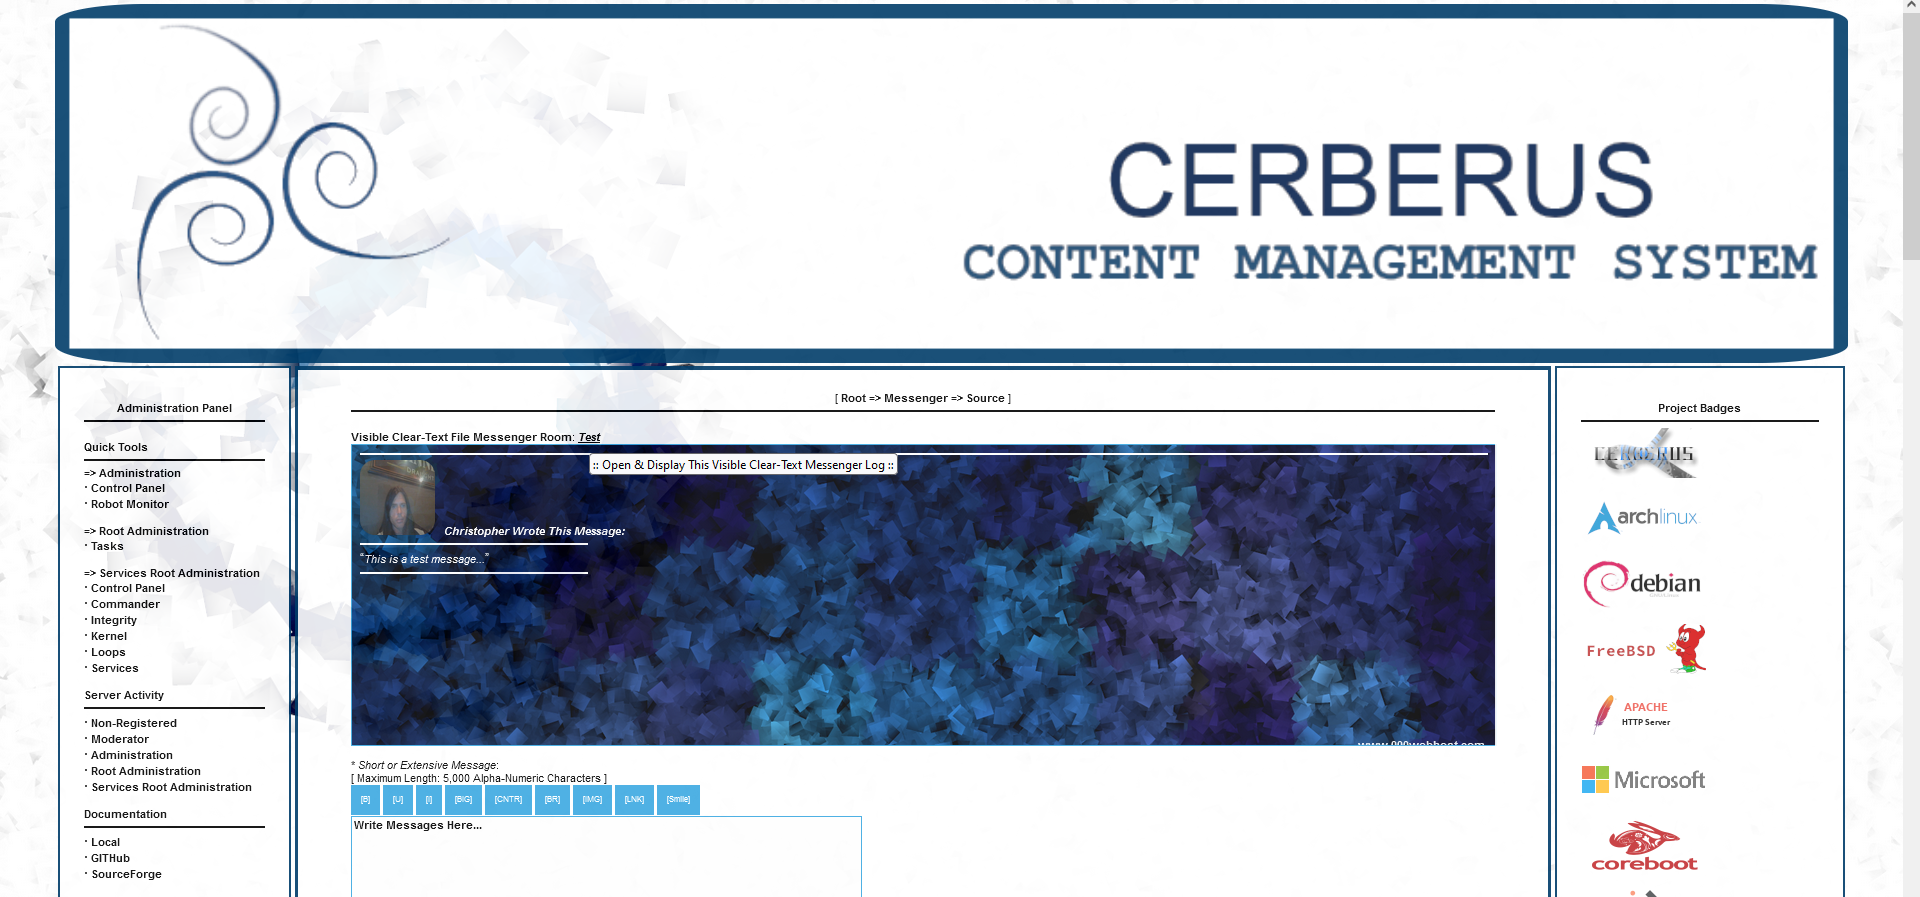 CERBERUS
CONTENT MANAGEMENT SYSTEM
Administration Panel
Quick Tools
=> Administration
· Control Panel
· Robot Monitor
=> Root Administration
· Tasks
=> Services Root Administration
· Control Panel
· Commander
· Integrity
· Kernel
· Loops
· Services
Server Activity
· Non-Registered
· Moderator
· Administration
· Root Administration
· Services Root Administration
Documentation
· Local
· GITHub
· SourceForge
[ Root => Messenger => Source ]
Visible Clear-Text File Messenger Room: Test
:: Open & Display This Visible Clear-Text Messenger Log ::
Christopher Wrote This Message:
“This is a test message...”
* Short or Extensive Message:
[ Maximum Length: 5,000 Alpha-Numeric Characters ]
[B] [U] [I] [BIG] [CNTR] [BR] [IMG] [LNK] [Smile]
Write Messages Here...
Project Badges
CERBERUS
archlinux
debian
FreeBSD
APACHE
HTTP Server
Microsoft
coreboot